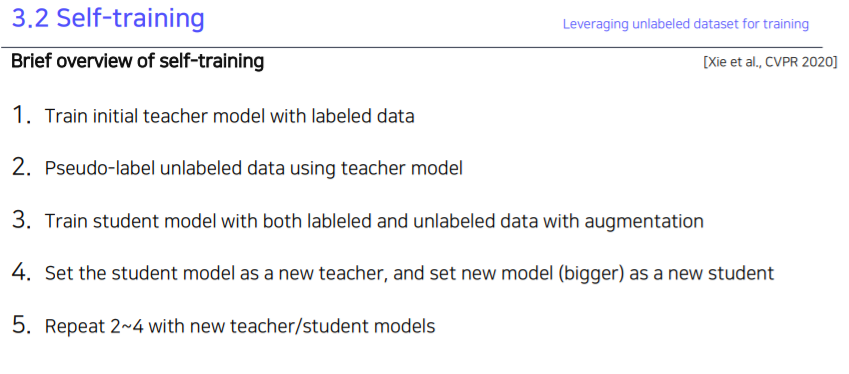 3.2 Self-training
Leveraging unlabeled dataset for training
Brief overview of self-training
[Xie et al., CVPR 2020]
1. Train initial teacher model with labeled data
2. Pseudo-label unlabeled data using teacher model
3. Train student model with both lableled and unlabeled data with augmentation
4. Set the student model as a new teacher, and set new model (bigger) as a new student
5. Repeat 2~4 with new teacher/student models